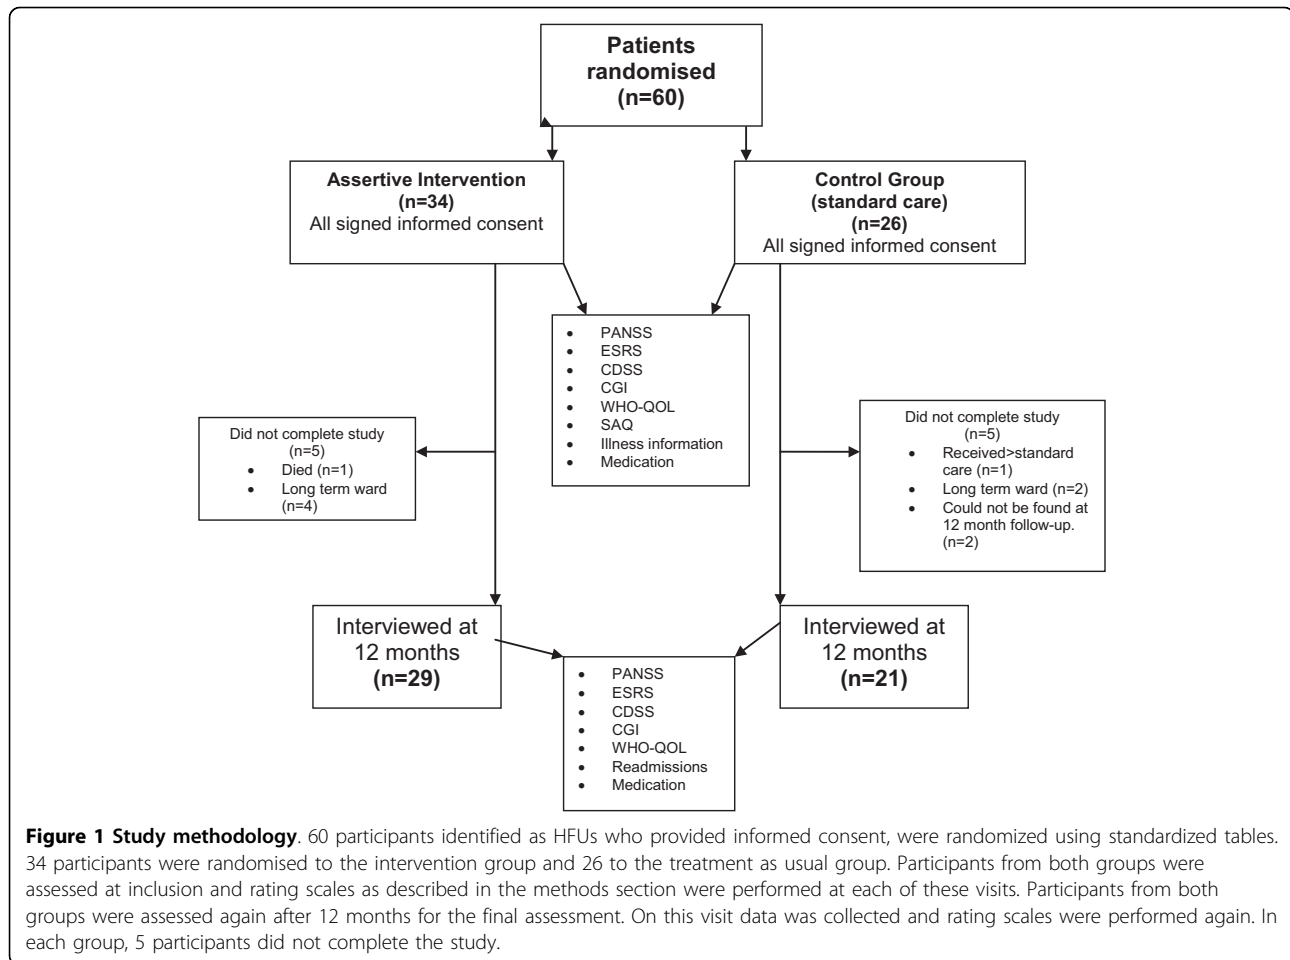 Patients
randomised
(n=60)
Assertive Intervention
(n=34)
All signed informed consent
Control Group
(standard care)
(n=26)
All signed informed consent
• PANSS
• ESRS
• CDSS
• CGI
• WHO-QOL
• SAQ
• Illness information
• Medication
Did not complete study
(n=5)
• Died (n=1)
• Long term ward
(n=4)
Did not complete study
(n=5)
• Received>standard
care (n=1)
• Long term ward (n=2)
• Could not be found at
12 month follow-up.
(n=2)
Interviewed at
12 months
(n=29)
Interviewed at
12 months
(n=21)
• PANSS
• ESRS
• CDSS
• CGI
• WHO-QOL
• Readmissions
• Medication
Figure 1 Study methodology. 60 participants identified as HFUs who provided informed consent, were randomized using standardized tables.
34 participants were randomised to the intervention group and 26 to the treatment as usual group. Participants from both groups were
assessed at inclusion and rating scales as described in the methods section were performed at each of these visits. Participants from both
groups were assessed again after 12 months for the final assessment. On this visit data was collected and rating scales were performed again. In
each group, 5 participants did not complete the study.